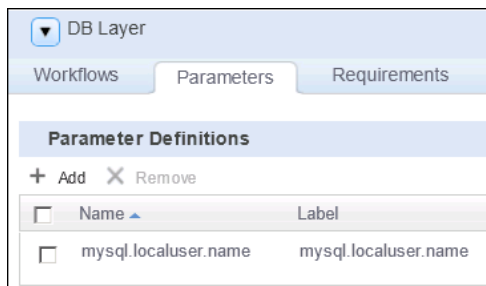 DB Layer
Workflows Parameters Requirements
Parameter Definitions
Add Remove
Name Label
mysql.localuser.name mysql.localuser.name